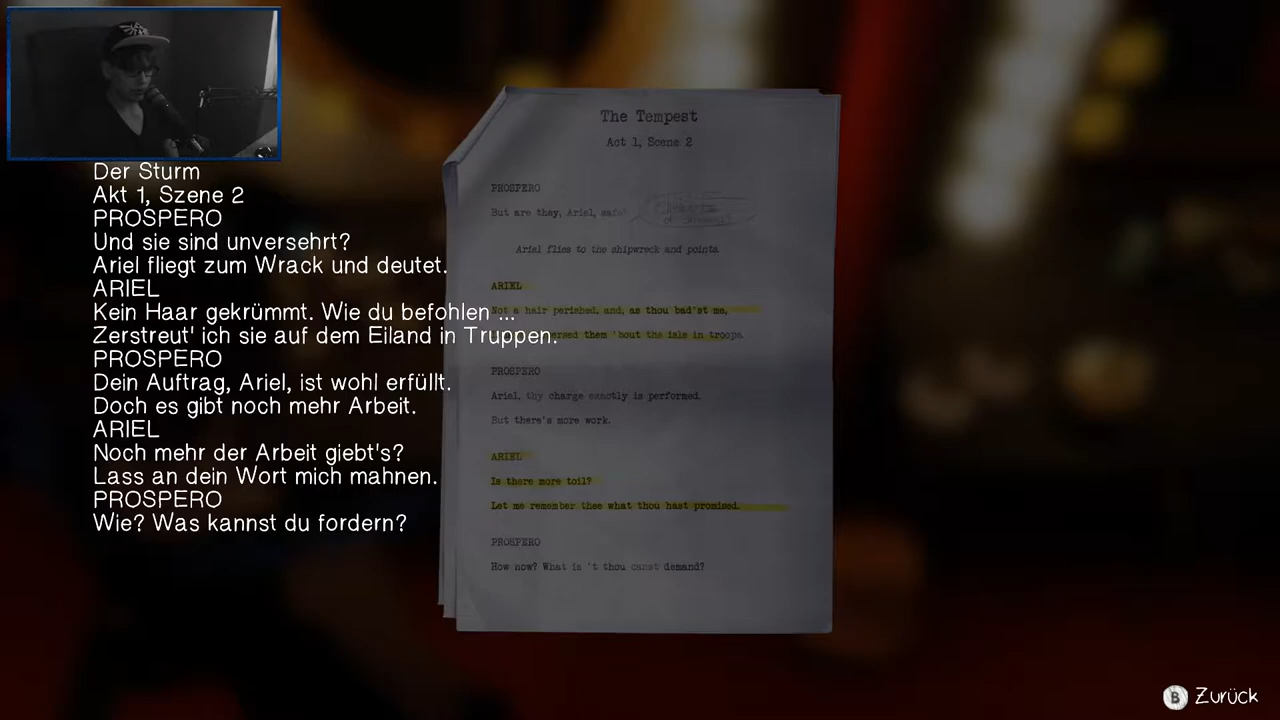 Der Sturm
Akt 1, Szene 2
PROSPERO
Und sie sind unversehrt?
Ariel fliegt zum Wrack und deutet.
ARIEL
Kein Haar gekrümmt. Wie du befohlen ...
Zerstreut' ich sie auf dem Eiland in Truppen.
PROSPERO
Dein Auftrag, Ariel, ist wohl erfüllt.
Doch es gibt noch mehr Arbeit.
ARIEL
Noch mehr der Arbeit giebt's?
Lass an dein Wort mich mahnen.
PROSPERO
Wie? Was kannst du fordern?
The Tempest
Act 1, Scene 2
PROSPERO
But are they, Ariel, safe?
Ariel flies to the shipwreck and points.
ARIEL
Not a hair perished, and, as thou bad'st me,
them 'bout the isle in troops.
PROSPERO
Ariel, thy charge exactly is performed.
But there's more work.
ARIEL
Is there more toil?
Let me remember thee what thou hast promised.
PROSPERO
How now? What is 't thou canst demand?
B Zurück